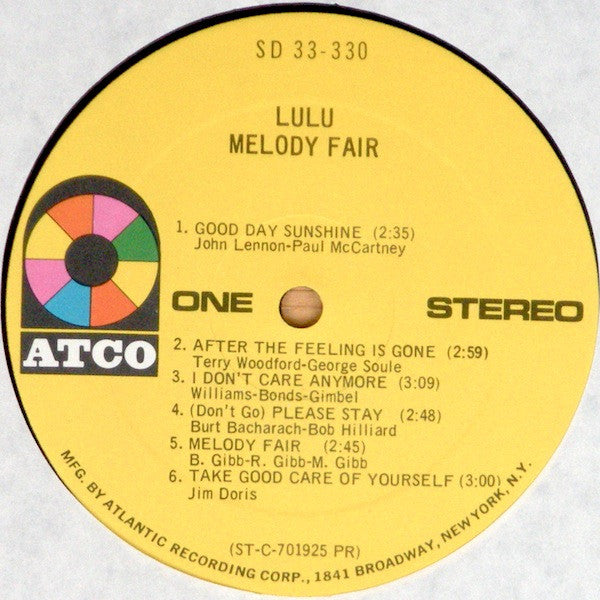 SD 33-330
LULU
MELODY FAIR
1. GOOD DAY SUNSHINE (2:35)
John Lennon-Paul McCartney
ONE
STEREO
ATCO
2. AFTER THE FEELING IS GONE (2:59)
Terry Woodford-George Soule
3. I DON'T CARE ANYMORE (3:09)
Williams-Bonds-Gimbel
4. (Don't Go) PLEASE STAY (2:48)
Burt Bacharach-Bob Hilliard
5. MELODY FAIR (2:45)
B. Gibb-R. Gibb-M. Gibb
6. TAKE GOOD CARE OF YOURSELF (3:00)
Jim Doris
(ST-C-701925 PR)
MFG. BY ATLANTIC RECORDING CORP., 1841 BROADWAY, NEW YORK, N.Y.